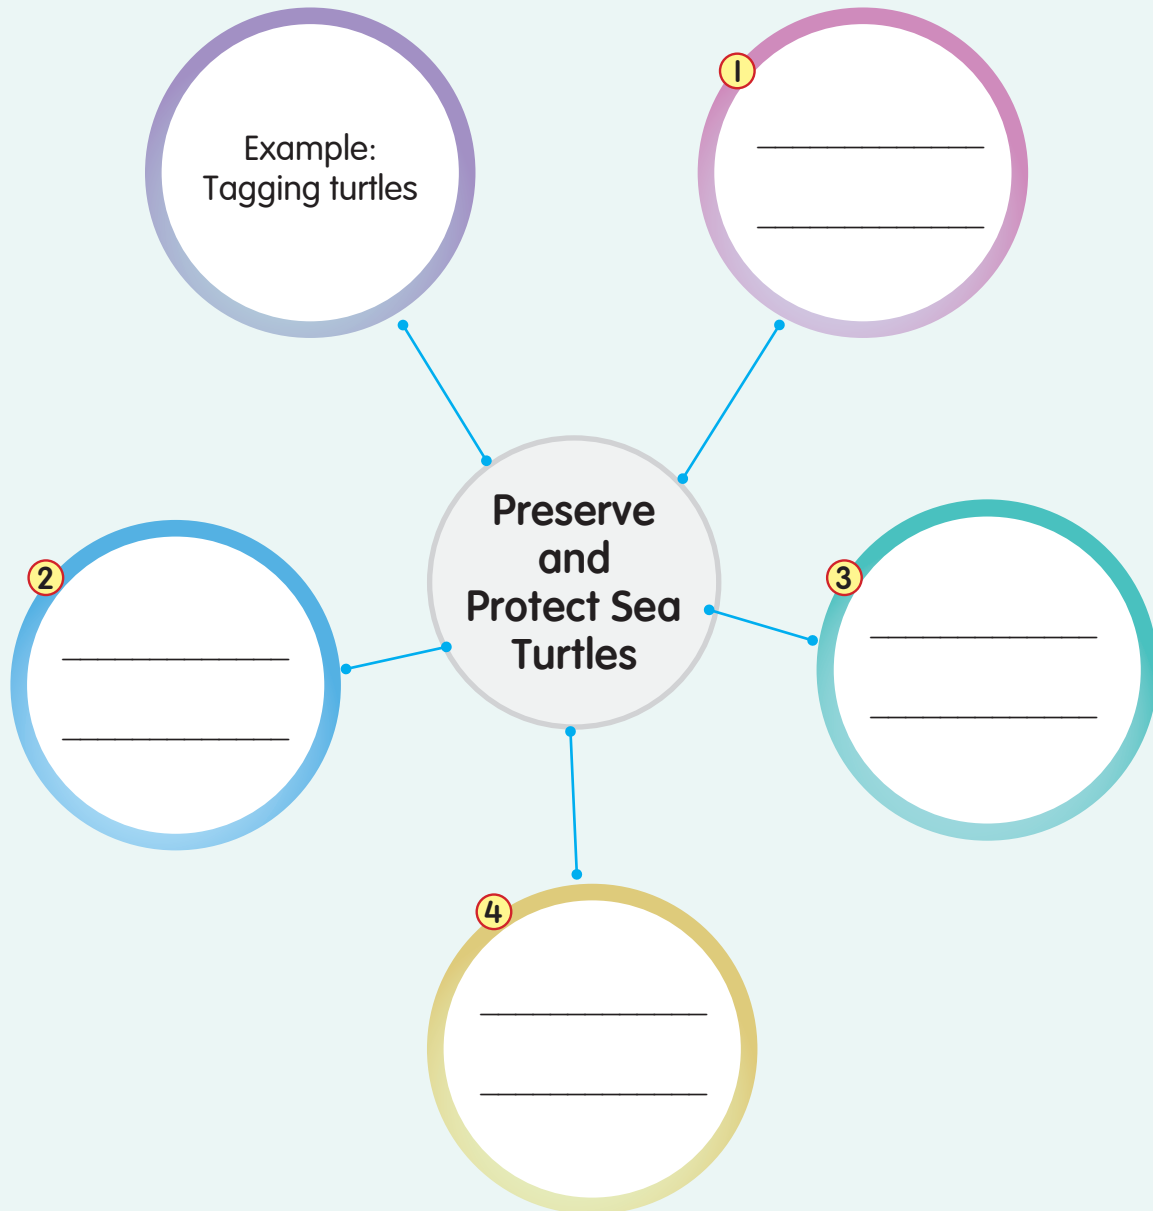 Example:
Tagging turtles
1
Preserve
and
Protect Sea
Turtles
2
3
4